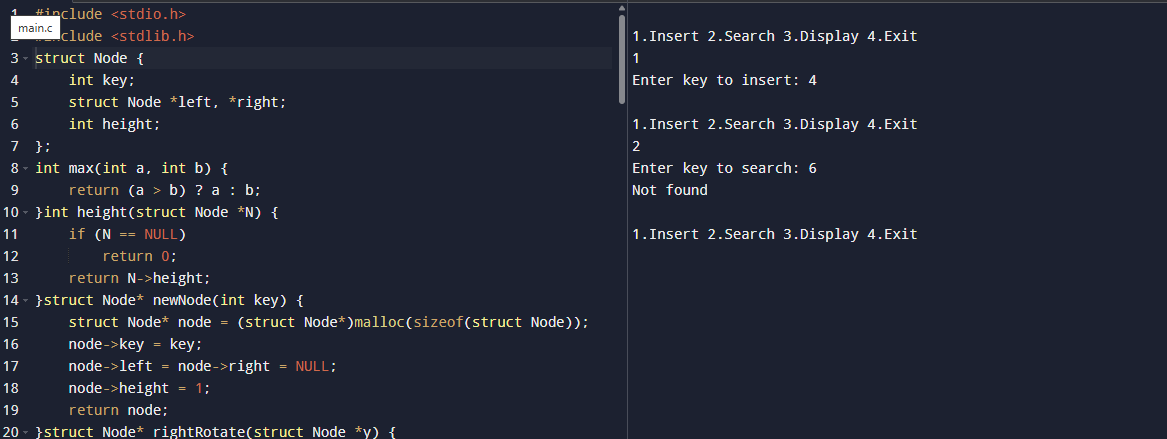 1 #include <stdio.h>
main.c
#include <stdlib.h>
3 struct Node {
4 int key;
5 struct Node *left, *right;
6 int height;
7 };
8 int max(int a, int b) {
9 return (a > b) ? a : b;
10 }int height(struct Node *N) {
11 if (N == NULL)
12 return 0;
13 return N->height;
14 }struct Node* newNode(int key) {
15 struct Node* node = (struct Node*)malloc(sizeof(struct Node));
16 node->key = key;
17 node->left = node->right = NULL;
18 node->height = 1;
19 return node;
20 }struct Node* rightRotate(struct Node *y) {
1.Insert 2.Search 3.Display 4.Exit
1
Enter key to insert: 4
1.Insert 2.Search 3.Display 4.Exit
2
Enter key to search: 6
Not found
1.Insert 2.Search 3.Display 4.Exit